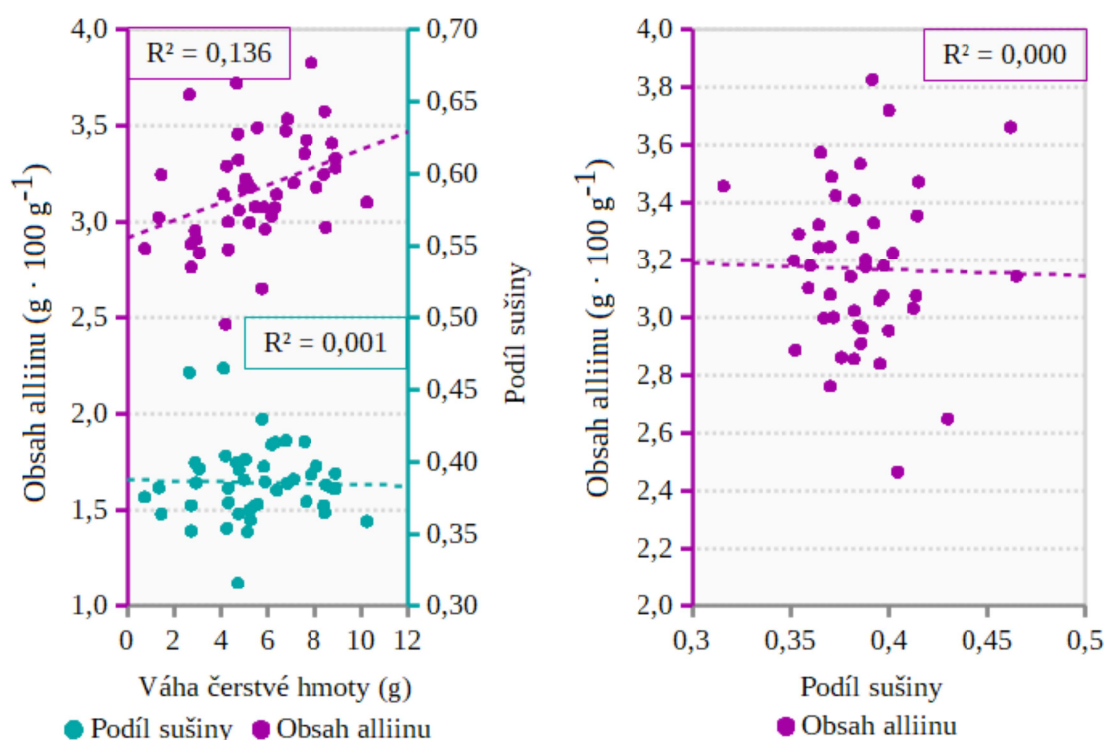 4,0
3,5
3,0
2,5
2,0
1,5
1,0
Obsah alliinu (g · 100 g⁻¹)
R² = 0,136
R² = 0,001
0,70
0,65
0,60
0,55
0,50
0,45
0,40
0,35
0,30
Podíl sušiny
0 2 4 6 8 10 12
Váha čerstvé hmoty (g)
Podíl sušiny Obsah alliinu
4,0
3,8
3,6
3,4
3,2
3,0
2,8
2,6
2,4
2,2
2,0
Obsah alliinu (g · 100 g⁻¹)
R² = 0,000
0,3 0,35 0,4 0,45 0,5
Podíl sušiny
Obsah alliinu